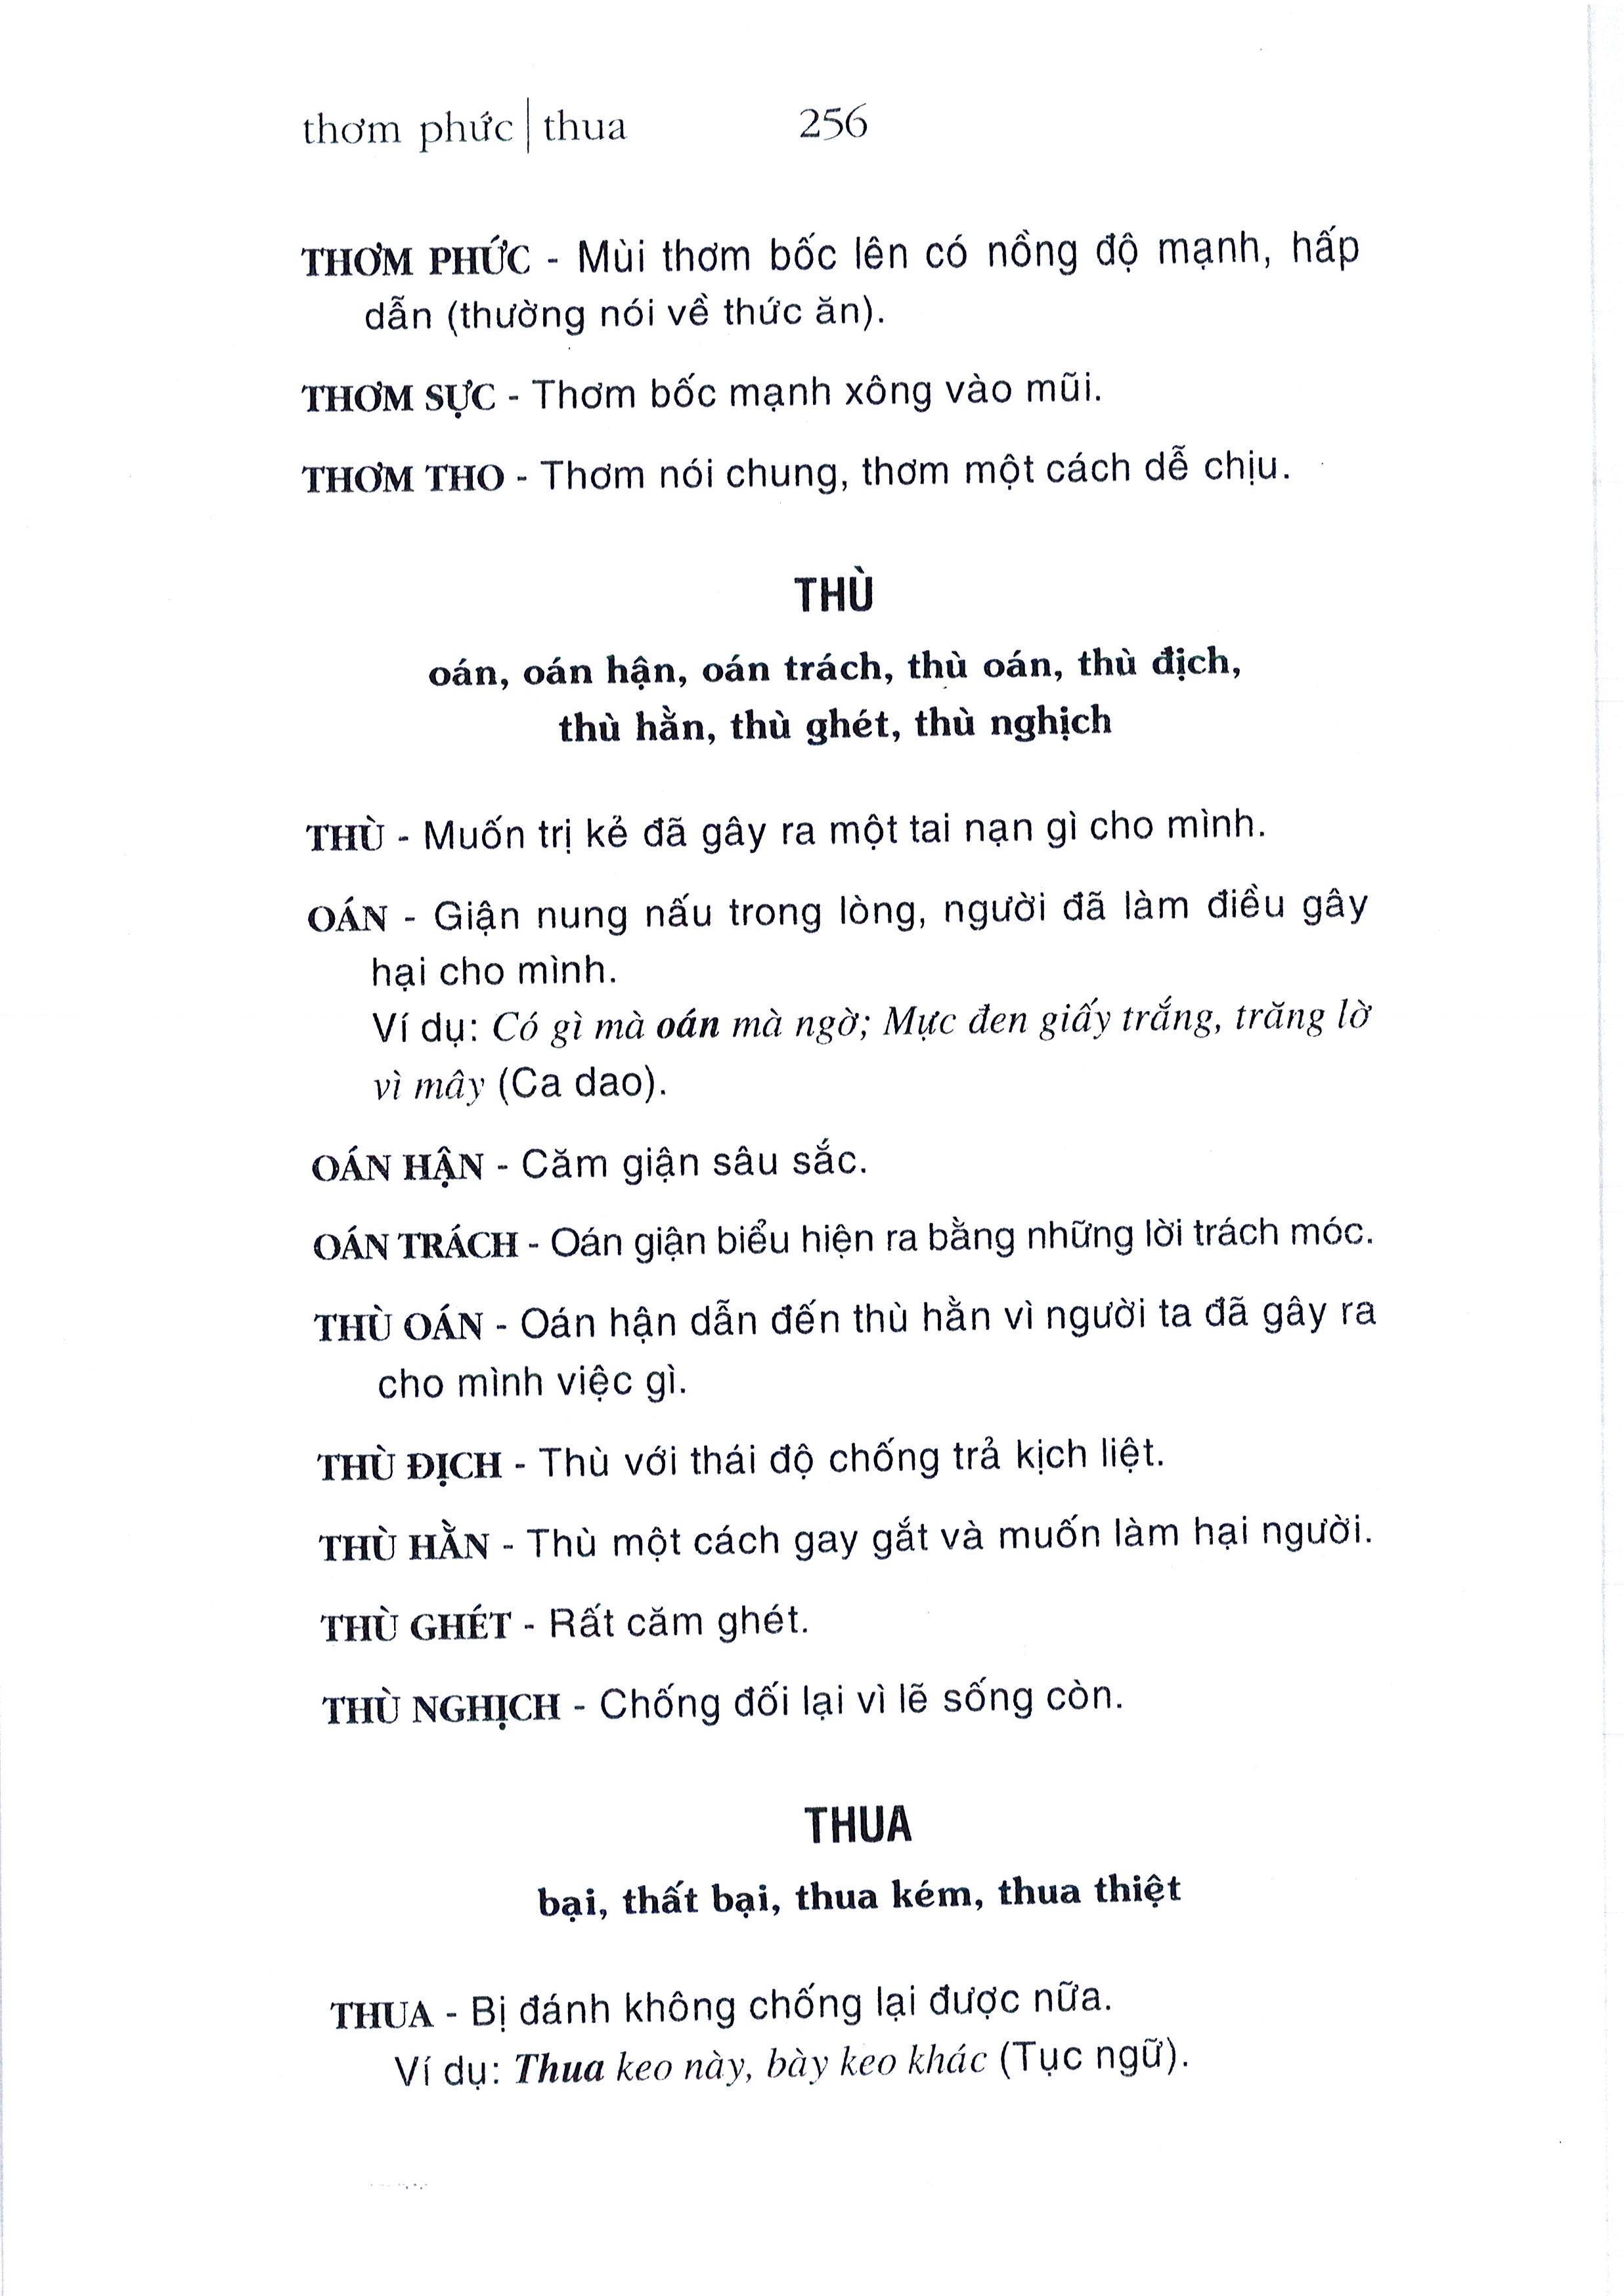 thơm phức | thua 256
THƠM PHỨC - Mùi thơm bốc lên có nồng độ mạnh, hấp
dẫn (thường nói về thức ăn).
THƠM SỰC - Thơm bốc mạnh xông vào mũi.
THƠM THO - Thơm nói chung, thơm một cách dễ chịu.
THÙ
oán, oán hận, oán trách, thù oán, thù địch,
thù hằn, thù ghét, thù nghịch
THÙ - Muốn trị kẻ đã gây ra một tai nạn gì cho mình.
OÁN - Giận nung nấu trong lòng, người đã làm điều gây
hại cho mình.
Ví dụ: Có gì mà oán mà ngờ; Mực đen giấy trắng, trăng lờ
vì mây (Ca dao).
OÁN HẬN - Căm giận sâu sắc.
OÁN TRÁCH - Oán giận biểu hiện ra bằng những lời trách móc.
THÙ OÁN - Oán hận dẫn đến thù hằn vì người ta đã gây ra
cho mình việc gì.
THÙ ĐỊCH - Thù với thái độ chống trả kịch liệt.
THÙ HẰN - Thù một cách gay gắt và muốn làm hại người.
THÙ GHÉT - Rất căm ghét.
THÙ NGHỊCH - Chống đối lại vì lẽ sống còn.
THUA
bại, thất bại, thua kém, thua thiệt
THUA - Bị đánh không chống lại được nữa.
Ví dụ: Thua keo này, bày keo khác (Tục ngữ).